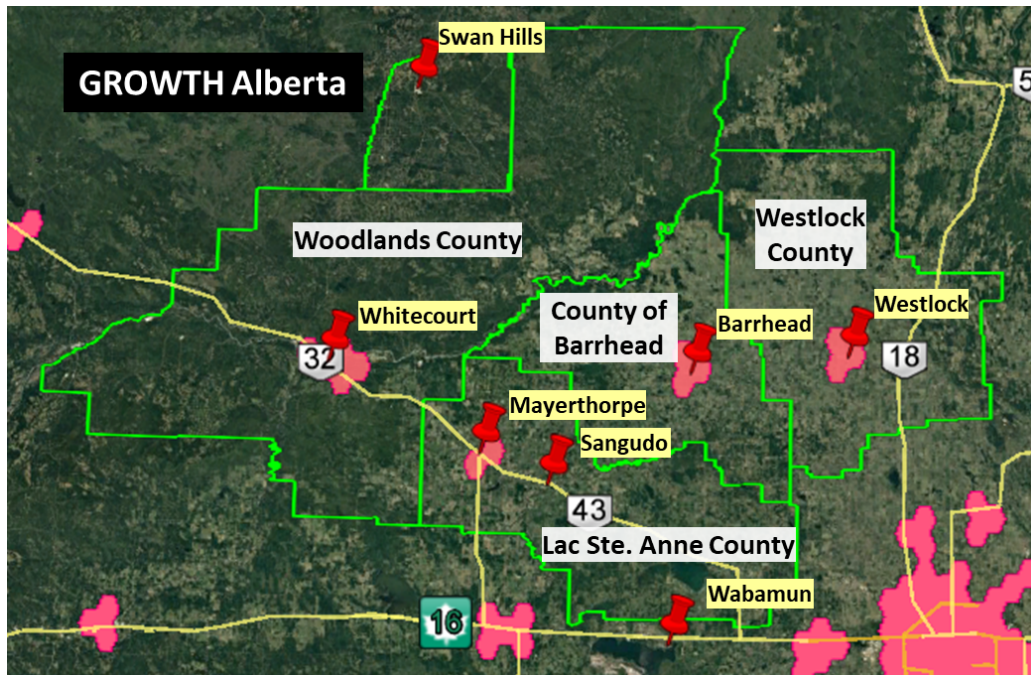 Swan Hills
GROWTH Alberta
5
Woodlands County
Westlock
County
Whitecourt
County of
Barrhead
Barrhead
Westlock
32
18
Mayerthorpe
Sangudo
43
Lac Ste. Anne County
Wabamun
16